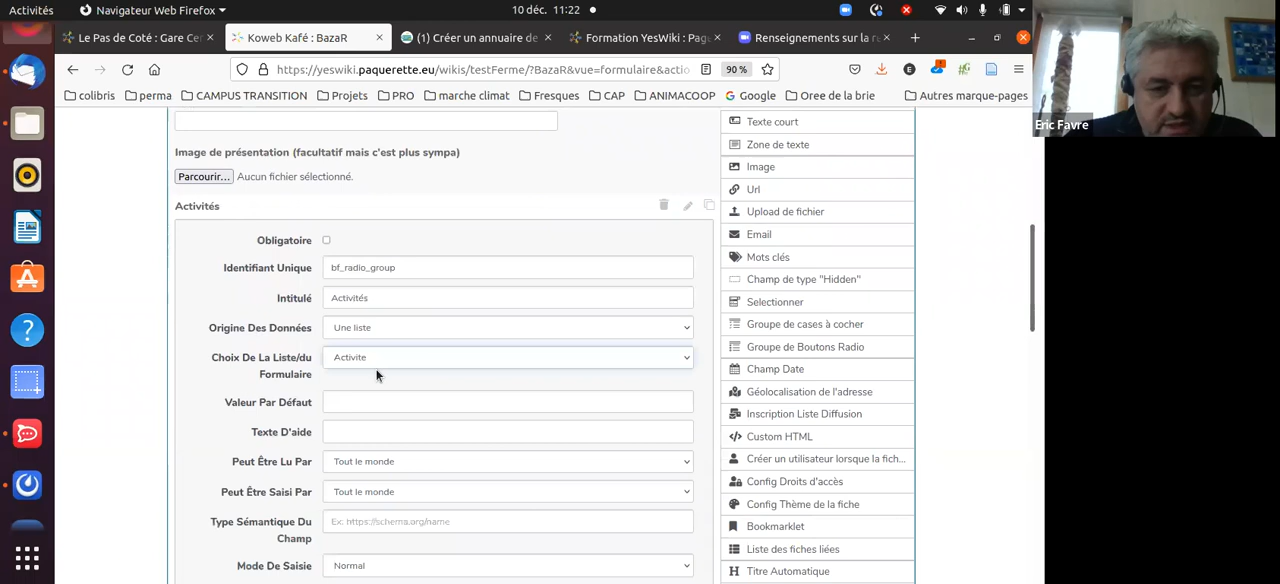 Activités
Navigateur Web Firefox
10 déc. 11:22
Le Pas de Coté : Gare Cer
Koweb Kafé : BazaR
(1) Créer un annuaire de
Formation YesWiki : Pag
Renseignements sur la r
https://yeswiki.paquerette.eu/wikis/testFerme/?BazaR&vue=formulaire&actio
90 %
colibris
perma
CAMPUS TRANSITION
Projets
PRO
marche climat
Fresques
CAP
ANIMACOOP
Google
Oree de la brie
Autres marque-pages
Eric Favre
Image de présentation (facultatif mais c'est plus sympa)
Parcourir...
Aucun fichier sélectionné.
Activités
Obligatoire
Identifiant Unique
bf_radio_group
Intitulé
Activités
Origine Des Données
Une liste
Choix De La Liste/du
Formulaire
Activite
Valeur Par Défaut
Texte D'aide
Peut Être Lu Par
Tout le monde
Peut Être Saisi Par
Tout le monde
Type Sémantique Du
Champ
Ex: https://schema.org/name
Mode De Saisie
Normal
Texte court
Zone de texte
Image
Url
Upload de fichier
Email
Mots clés
Champ de type "Hidden"
Selectionner
Groupe de cases à cocher
Groupe de Boutons Radio
Champ Date
Géolocalisation de l'adresse
Inscription Liste Diffusion
Custom HTML
Créer un utilisateur lorsque la fich...
Config Droits d'accès
Config Thème de la fiche
Bookmarklet
Liste des fiches liées
Titre Automatique